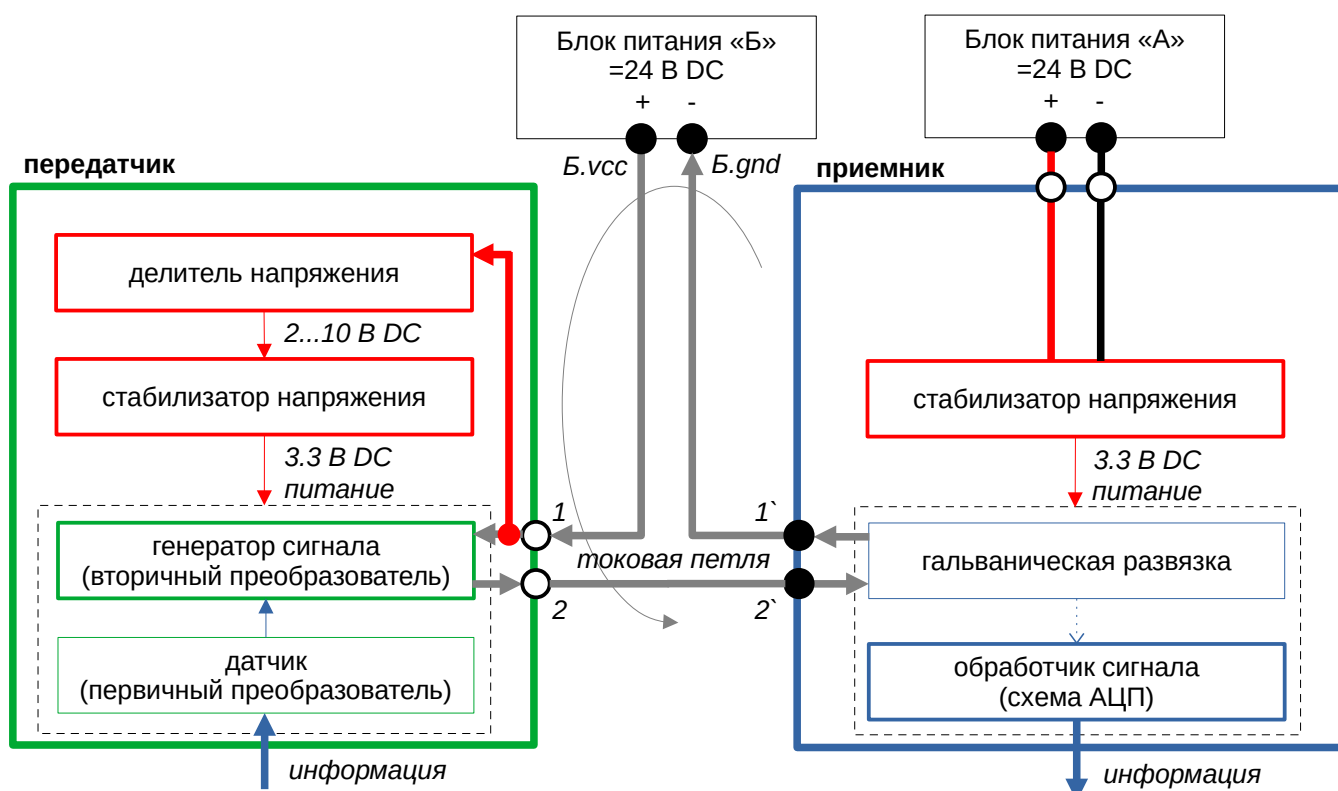 Блок питания «Б»
=24 В DC
+ -
Блок питания «А»
=24 В DC
+ -
передатчик
Б.vcc
Б.gnd
приемник
делитель напряжения
2...10 В DC
стабилизатор напряжения
3.3 В DC
питание
стабилизатор напряжения
3.3 В DC
питание
генератор сигнала
(вторичный преобразователь)
1
токовая петля
1`
2
2`
гальваническая развязка
датчик
(первичный преобразователь)
обработчик сигнала
(схема АЦП)
информация
информация